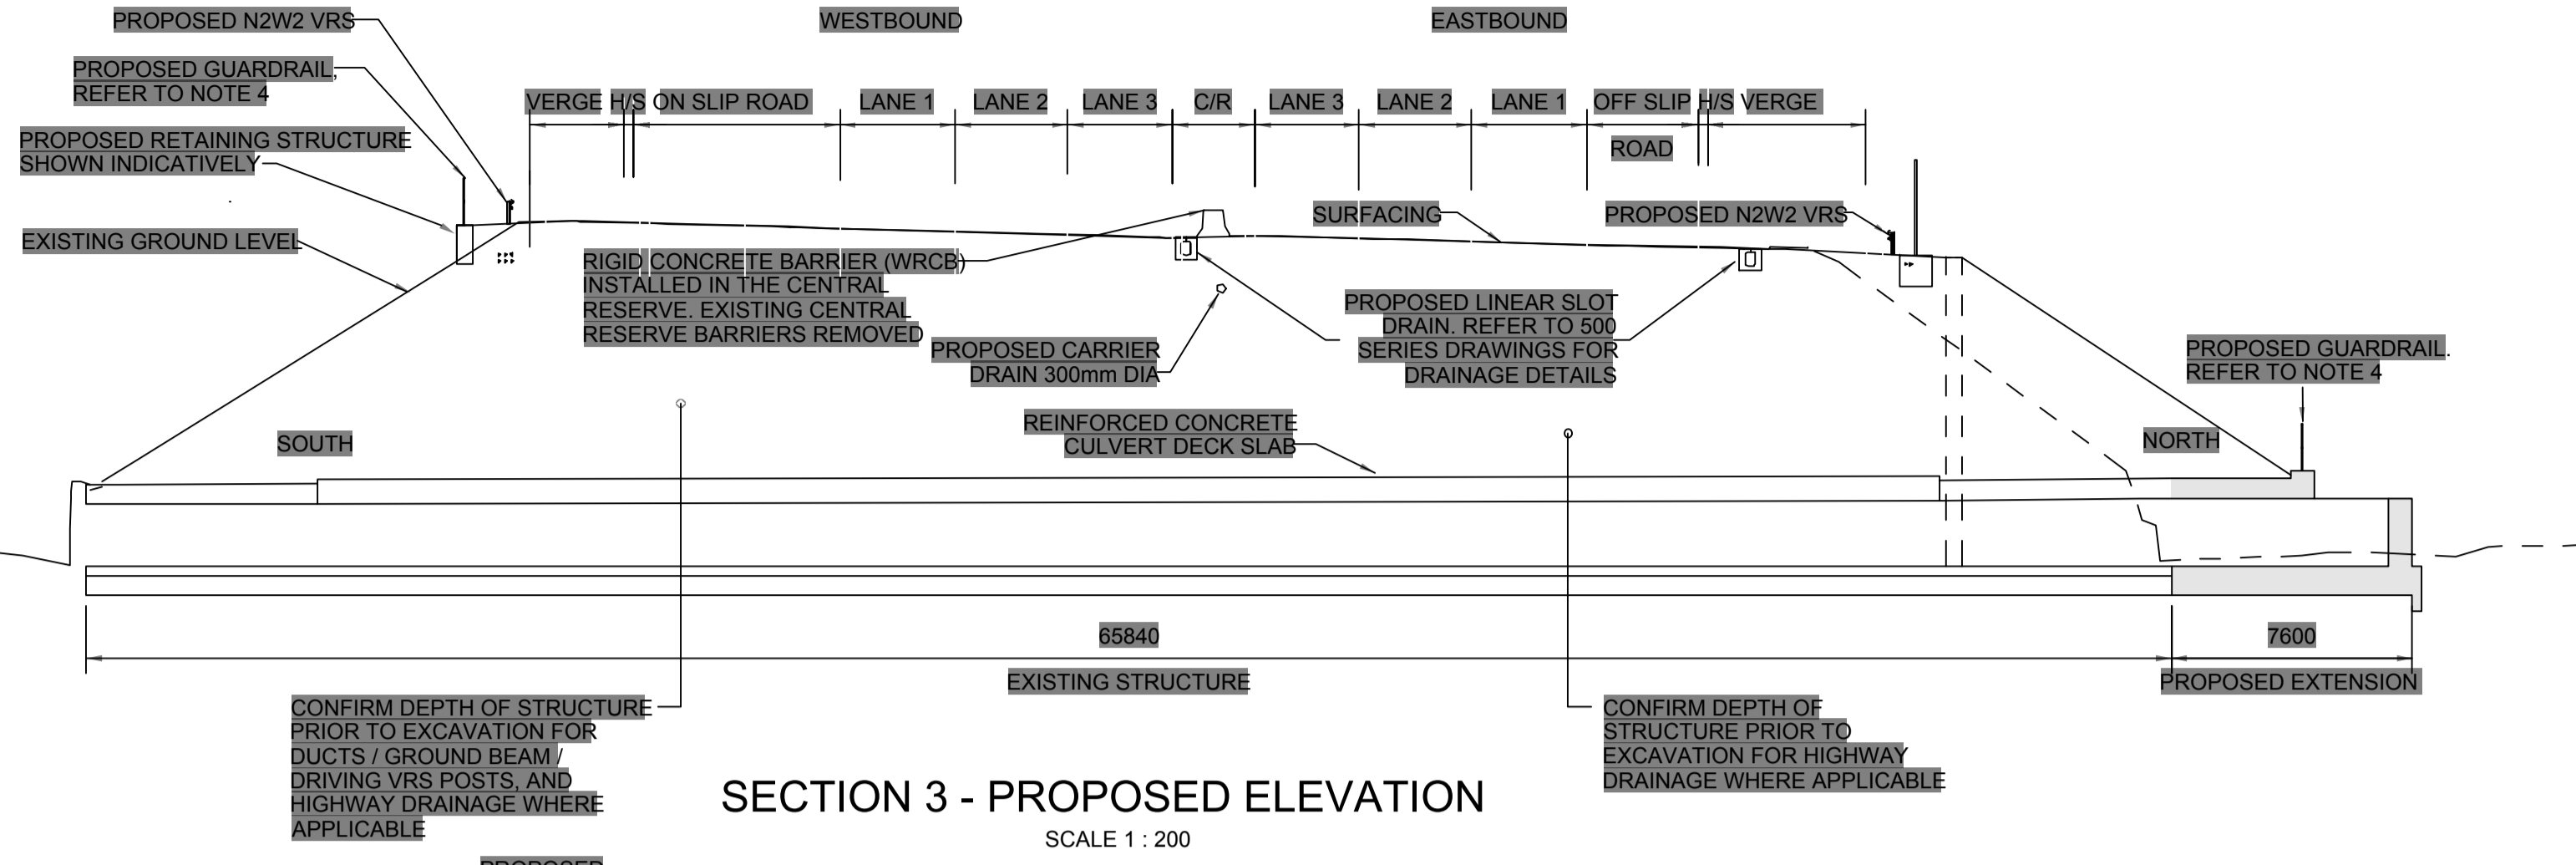 PROPOSED N2W2 VRS
WESTBOUND
EASTBOUND
PROPOSED GUARDRAIL,
REFER TO NOTE 4
VERGE H/S ON SLIP ROAD LANE 1 LANE 2 LANE 3 C/R LANE 3 LANE 2 LANE 1 OFF SLIP H/S VERGE
ROAD
PROPOSED RETAINING STRUCTURE
SHOWN INDICATIVELY
EXISTING GROUND LEVEL
SURFACING
PROPOSED N2W2 VRS
RIGID CONCRETE BARRIER (WRCB)
INSTALLED IN THE CENTRAL
RESERVE. EXISTING CENTRAL
RESERVE BARRIERS REMOVED
PROPOSED CARRIER
DRAIN 300mm DIA
PROPOSED LINEAR SLOT
DRAIN. REFER TO 500
SERIES DRAWINGS FOR
DRAINAGE DETAILS
PROPOSED GUARDRAIL.
REFER TO NOTE 4
SOUTH
REINFORCED CONCRETE
CULVERT DECK SLAB
NORTH
65840
EXISTING STRUCTURE
7600
PROPOSED EXTENSION
CONFIRM DEPTH OF STRUCTURE
PRIOR TO EXCAVATION FOR
DUCTS / GROUND BEAM /
DRIVING VRS POSTS, AND
HIGHWAY DRAINAGE WHERE
APPLICABLE
CONFIRM DEPTH OF
STRUCTURE PRIOR TO
EXCAVATION FOR HIGHWAY
DRAINAGE WHERE APPLICABLE
SECTION 3 - PROPOSED ELEVATION
SCALE 1 : 200
PROPOSED